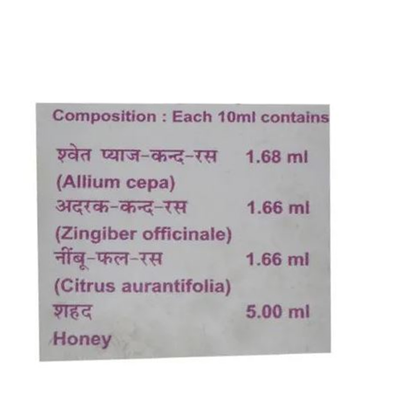 Composition : Each 10ml contains
श्वेत प्याज-कन्द-रस 1.68 ml
(Allium cepa)
अदरक-कन्द-रस 1.66 ml
(Zingiber officinale)
नींबू-फल-रस 1.66 ml
(Citrus aurantifolia)
शहद 5.00 ml
Honey